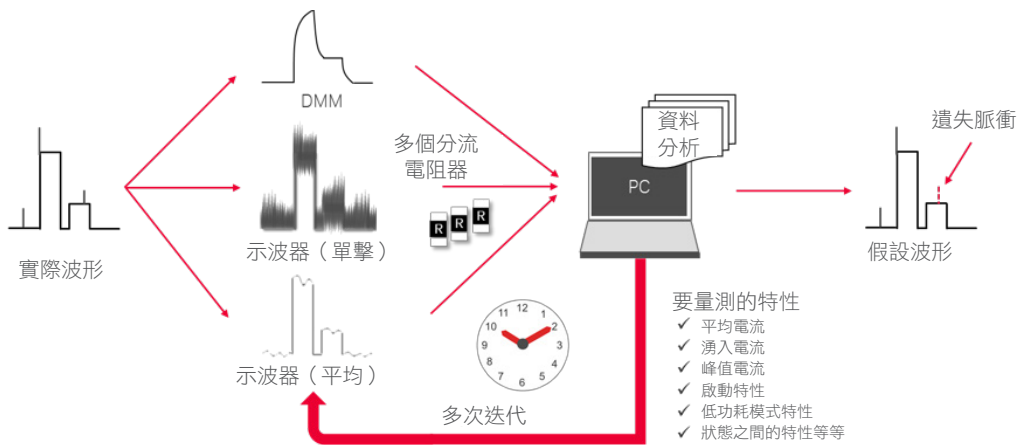 實際波形
DMM
示波器（單擊）
示波器（平均）
多個分流
電阻器
R
R
R
12
1
2
3
4
5
6
7
8
9
10
11
多次迭代
資料
分析
PC
遺失脈衝
假設波形
要量測的特性
✓ 平均電流
✓ 湧入電流
✓ 峰值電流
✓ 啟動特性
✓ 低功耗模式特性
✓ 狀態之間的特性等等